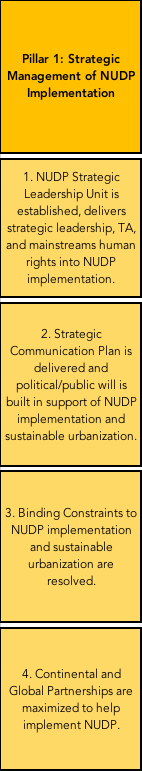 Pillar 1: Strategic
Management of NUDP
Implementation
1. NUDP Strategic
Leadership Unit is
established, delivers
strategic leadership, TA,
and mainstreams human
rights into NUDP
implementation.
2. Strategic
Communication Plan is
delivered and
political/public will is
built in support of NUDP
implementation and
sustainable urbanization.
3. Binding Constraints to
NUDP implementation
and sustainable
urbanization are
resolved.
4. Continental and
Global Partnerships are
maximized to help
implement NUDP.